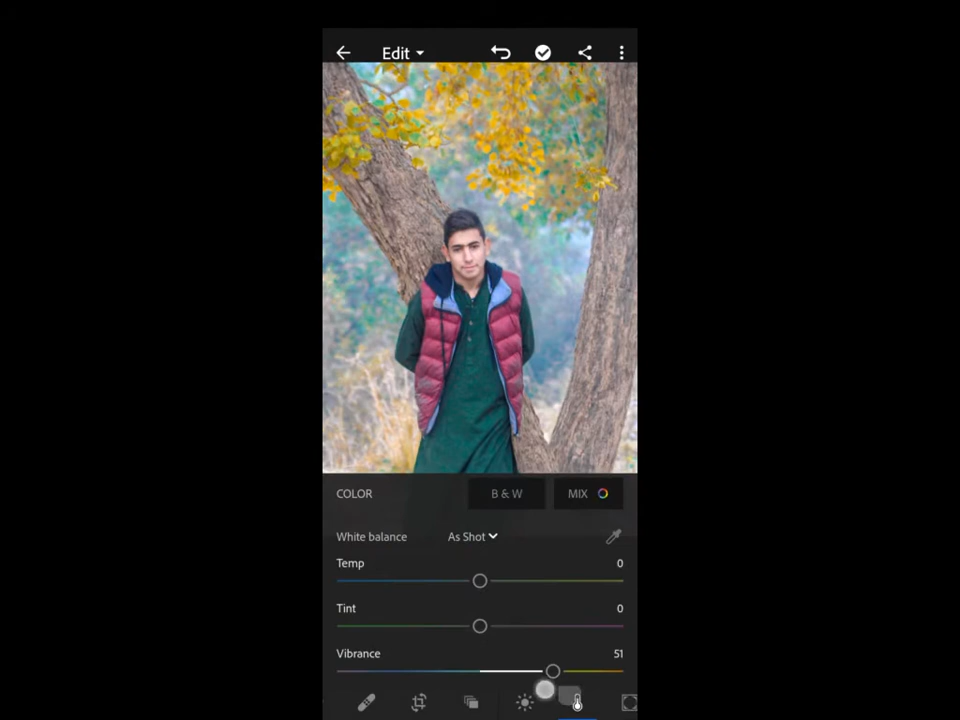 Edit
COLOR
B & W
MIX
White balance
As Shot
Temp
0
Tint
0
Vibrance
51